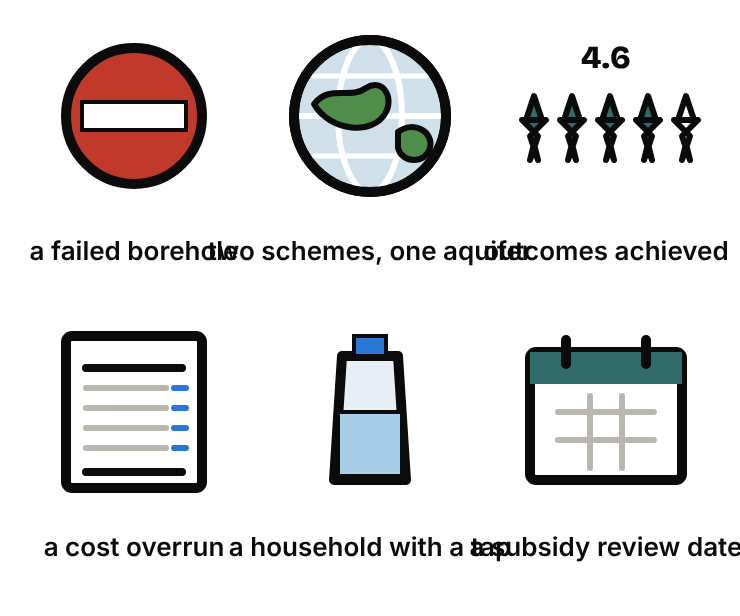 4.6
a failed borehole
two schemes, one aquifer
outcomes achieved
a cost overrun
a household with a tap
a subsidy review date